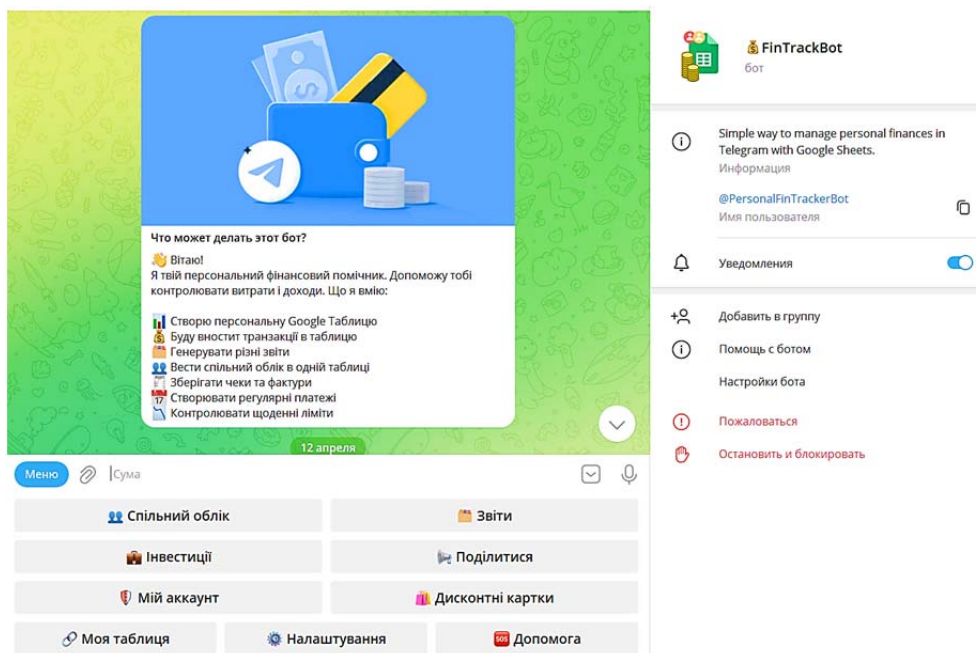 Что может делать этот бот?
👋 Вітаю!
Я твій персональний фінансовий помічник. Допоможу тобі
контролювати витрати і доходи. Що я вмію:
📊 Створю персональну Google Таблицю
💰 Буду вностит транзакції в таблицю
🗂 Генерувати різні звіти
👥 Вести спільний облік в одній таблиці
🧾 Зберігати чеки та фактури
📅 Створювати регулярні платежі
📉 Контролювати щоденні ліміти
12 апреля
Меню
Сума
👥 Спільний облік
🗂 Звіти
💼 Інвестиції
📢 Поділитися
Мій аккаунт
🛍 Дисконтні картки
🔗 Моя таблиця
⚙️ Налаштування
🆘 Допомога
💰 FinTrackBot
бот
Simple way to manage personal finances in
Telegram with Google Sheets.
Информация
@PersonalFinTrackerBot
Имя пользователя
Уведомления
Добавить в группу
Помощь с ботом
Настройки бота
Пожаловаться
Остановить и блокировать